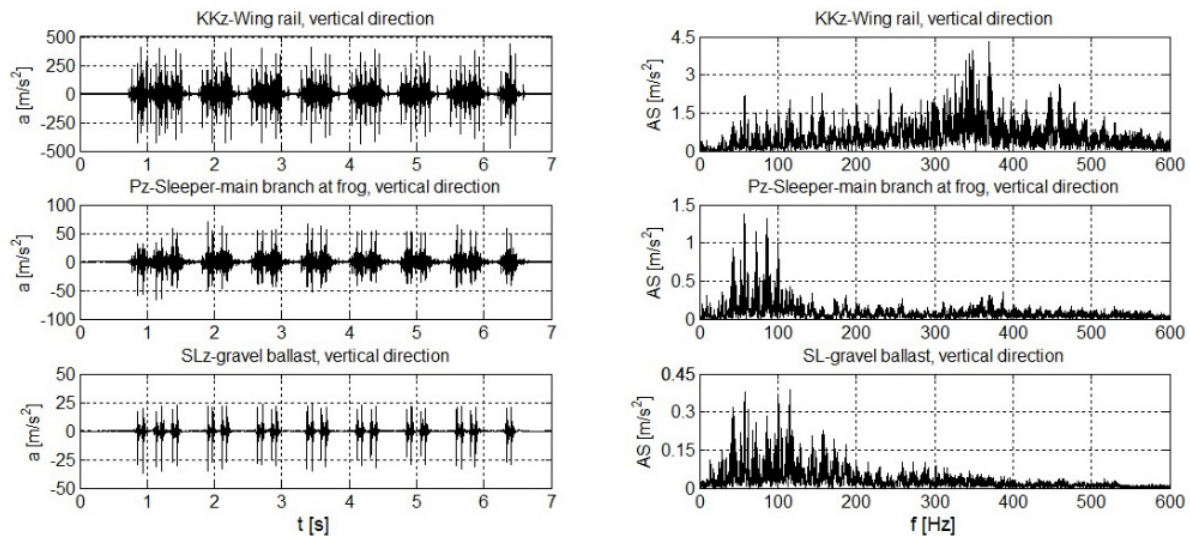 KKz-Wing rail, vertical direction
a [m/s²]
500
250
0
-250
-500
0 1 2 3 4 5 6 7
Pz-Sleeper-main branch at frog, vertical direction
a [m/s²]
100
50
0
-50
-100
0 1 2 3 4 5 6 7
SLz-gravel ballast, vertical direction
a [m/s²]
50
25
0
-25
-50
0 1 2 3 4 5 6 7
t [s]
KKz-Wing rail, vertical direction
AS [m/s²]
4.5
3
1.5
0
0 100 200 300 400 500 600
Pz-Sleeper-main branch at frog, vertical direction
AS [m/s²]
1.5
1
0.5
0
0 100 200 300 400 500 600
SL-gravel ballast, vertical direction
AS [m/s²]
0.45
0.3
0.15
0
0 100 200 300 400 500 600
f [Hz]